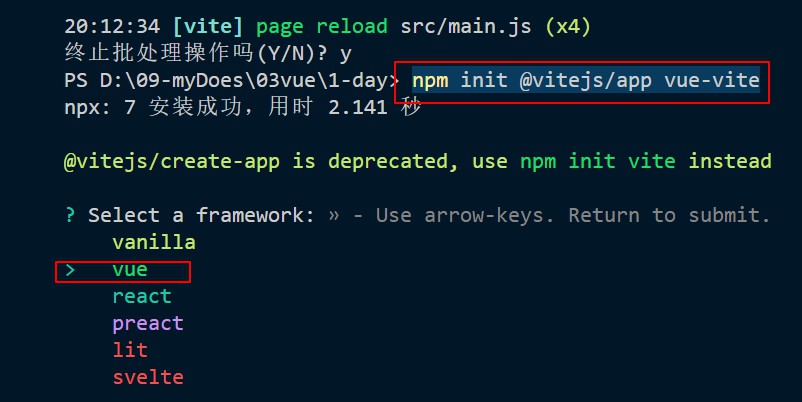 20:12:34 [vite] page reload src/main.js (x4)
终止批处理操作吗(Y/N)? y
PS D:\09-myDoes\03vue\1-day> npm init @vitejs/app vue-vite
npx: 7 安装成功，用时 2.141 秒
@vitejs/create-app is deprecated, use npm init vite instead
? Select a framework: » - Use arrow-keys. Return to submit.
vanilla
> vue
react
preact
lit
svelte